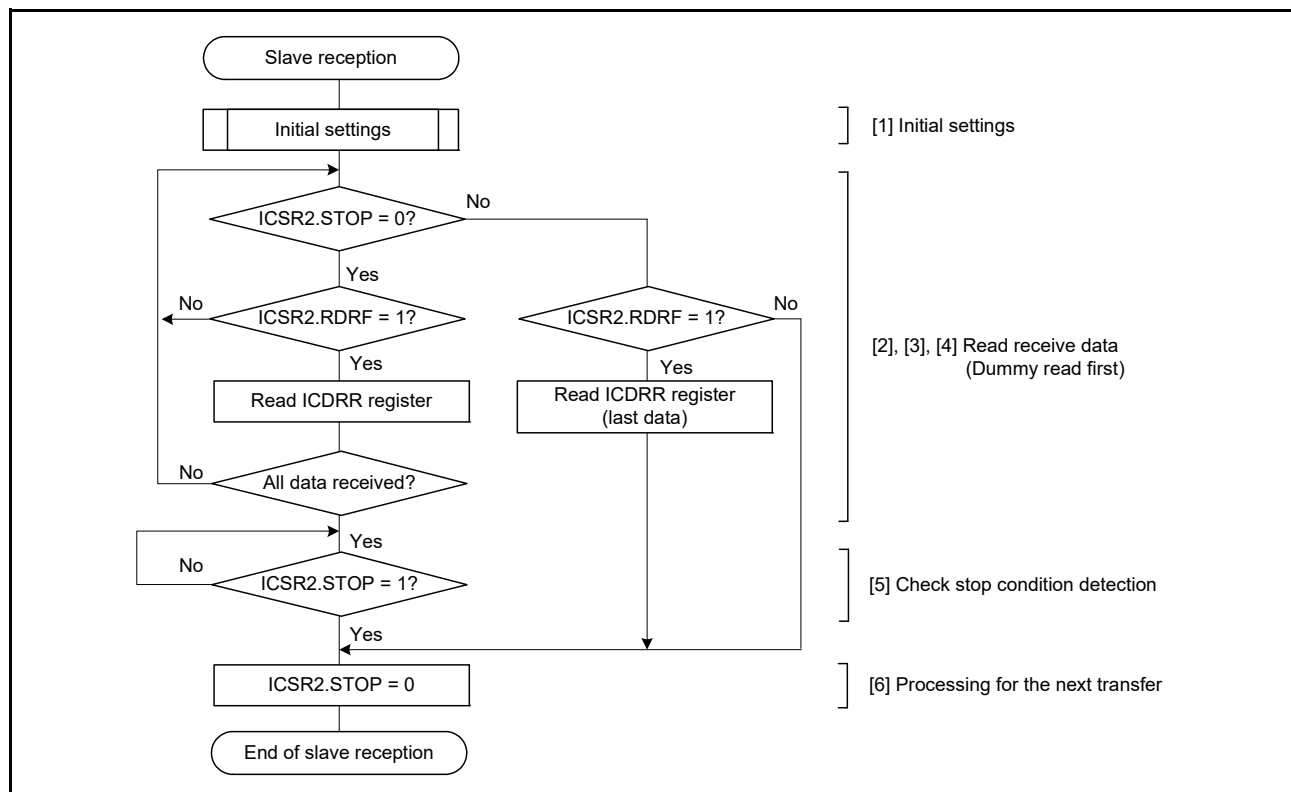 Slave reception
Initial settings
[1] Initial settings
ICSR2.STOP = 0?
No
Yes
No
ICSR2.RDRF = 1?
ICSR2.RDRF = 1?
No
[2], [3], [4] Read receive data
(Dummy read first)
Yes
Yes
Read ICDRR register
Read ICDRR register
(last data)
No
All data received?
Yes
No
ICSR2.STOP = 1?
[5] Check stop condition detection
Yes
ICSR2.STOP = 0
[6] Processing for the next transfer
End of slave reception